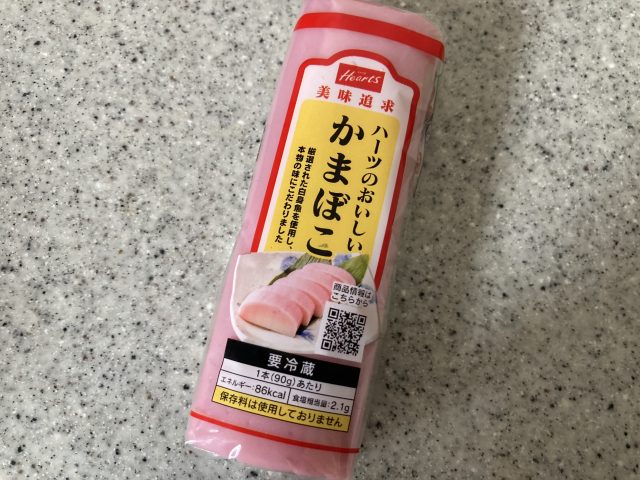 Hearts
美味追求
ハーツのおいしい
かまぼこ
厳選された白身魚を使用し、
本物の味にこだわりました
商品情報は
こちらから
要冷蔵
1本(90g)あたり
エネルギー:86kcal 食塩相当量:2.1g
保存料は使用しておりません